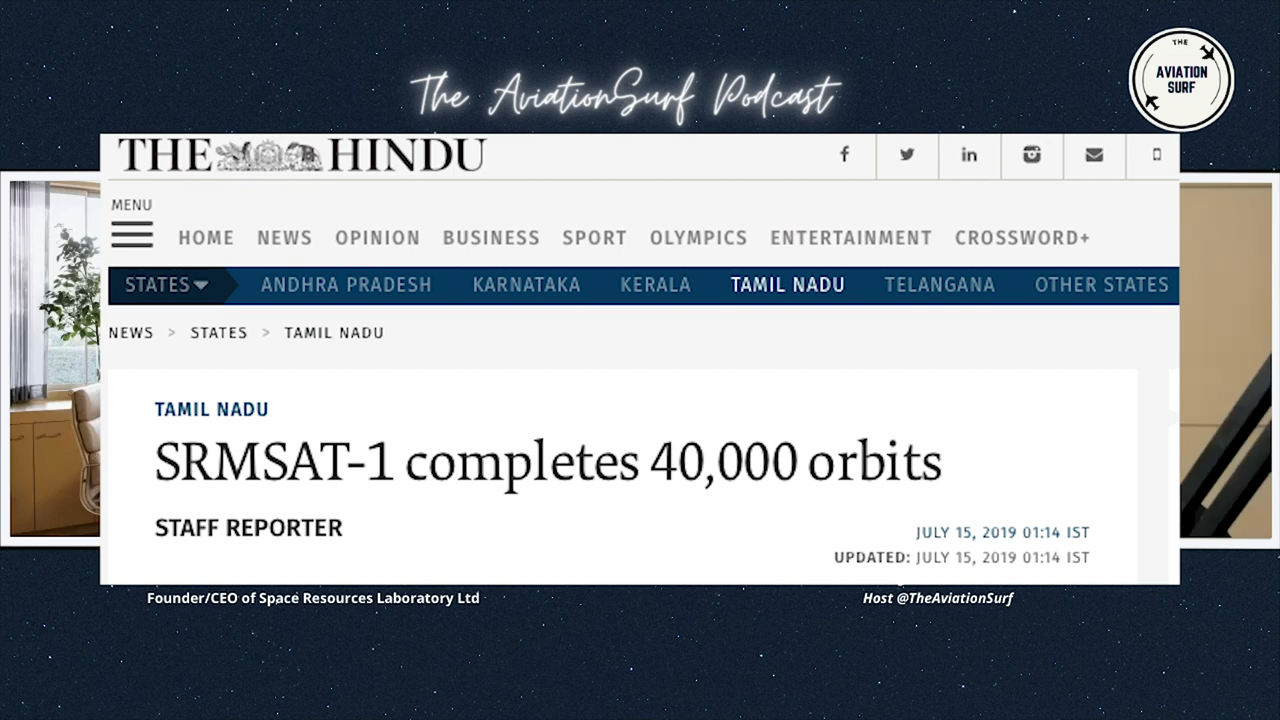 The AviationSurf Podcast
THE
AVIATION
SURF
THE HINDU
MENU
HOME NEWS OPINION BUSINESS SPORT OLYMPICS ENTERTAINMENT CROSSWORD+
STATES ANDHRA PRADESH KARNATAKA KERALA TAMIL NADU TELANGANA OTHER STATES
NEWS > STATES > TAMIL NADU
TAMIL NADU
SRMSAT-1 completes 40,000 orbits
STAFF REPORTER
JULY 15, 2019 01:14 IST
UPDATED: JULY 15, 2019 01:14 IST
Founder/CEO of Space Resources Laboratory Ltd
Host @TheAviationSurf